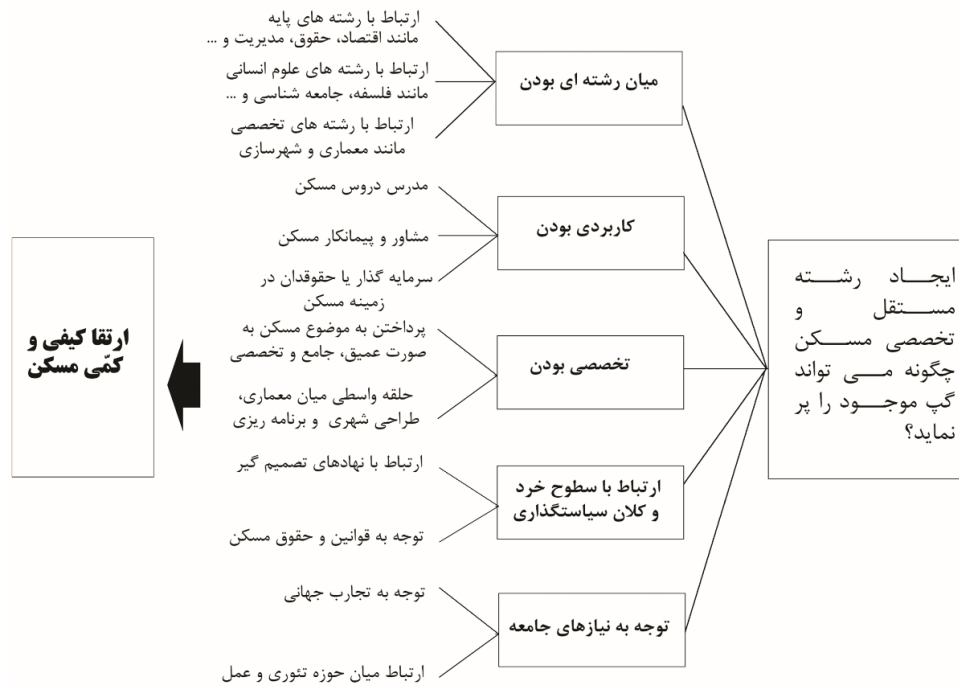 ایجاد رشته
مستقل و
تخصصی مسکن
چگونه می تواند
گپ موجود را پر
نماید؟
میان رشته ای بودن
ارتباط با رشته های پایه
مانند اقتصاد، حقوق، مدیریت و ...
ارتباط با رشته های علوم انسانی
مانند فلسفه، جامعه شناسی و ...
ارتباط با رشته های تخصصی
مانند معماری و شهرسازی
کاربردی بودن
مدرس دروس مسکن
مشاور و پیمانکار مسکن
سرمایه گذار یا حقوقدان در
زمینه مسکن
تخصصی بودن
پرداختن به موضوع مسکن به
صورت عمیق، جامع و تخصصی
حلقه واسطی میان معماری،
طراحی شهری و برنامه ریزی
ارتباط با سطوح خرد
و کلان سیاستگذاری
ارتباط با نهادهای تصمیم گیر
توجه به قوانین و حقوق مسکن
توجه به نیازهای جامعه
توجه به تجارب جهانی
ارتباط میان حوزه تئوری و عمل
ارتقا کیفی و
کمّی مسکن